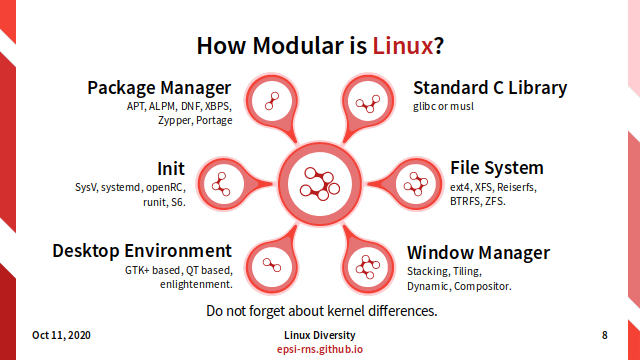 How Modular is Linux?
Package Manager
APT, ALPM, DNF, XBPS,
Zypper, Portage
Standard C Library
glibc or musl
Init
SysV, systemd, openRC,
runit, S6.
File System
ext4, XFS, Reiserfs,
BTRFS, ZFS.
Desktop Environment
GTK+ based, QT based,
enlightenment.
Window Manager
Stacking, Tiling,
Dynamic, Compositor.
Do not forget about kernel differences.
Oct 11, 2020
Linux Diversity
epsi-rns.github.io
8